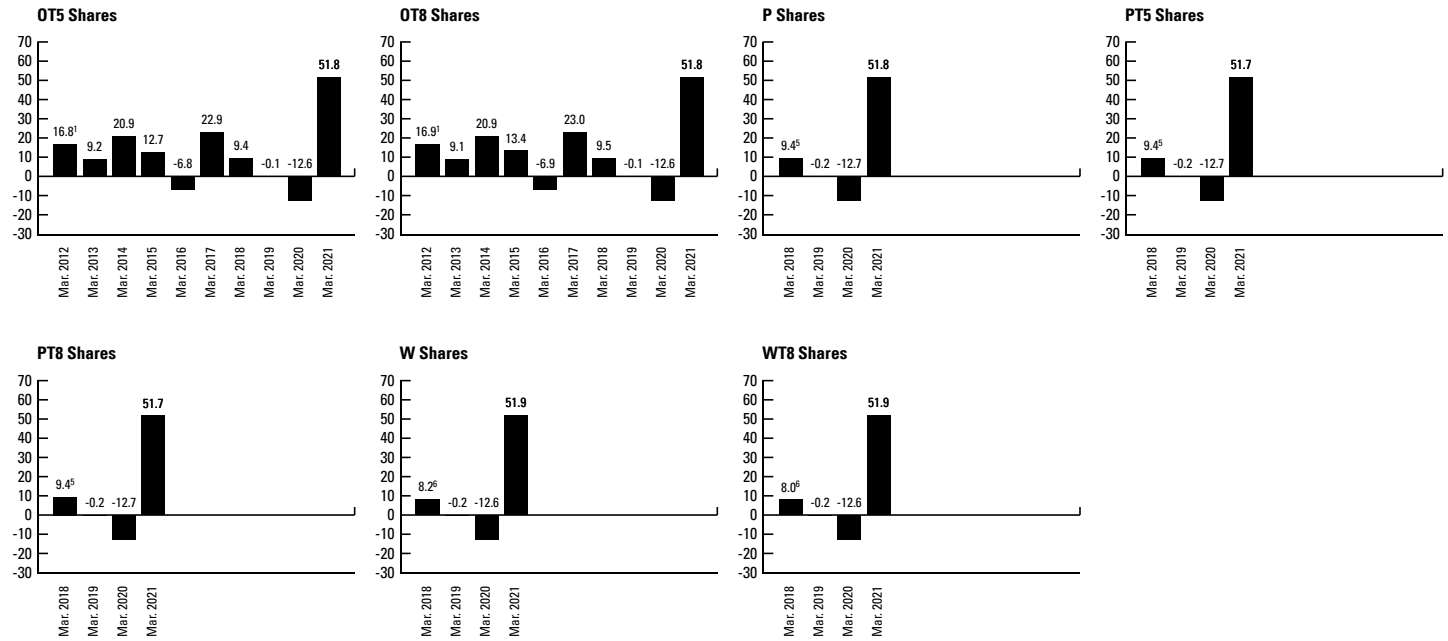 OT5 Shares
70
60
50
40
30
20
10
0
-10
-20
-30
16.8¹
9.2
20.9
12.7
-6.8
22.9
9.4
-0.1
-12.6
51.8
Mar. 2012
Mar. 2013
Mar. 2014
Mar. 2015
Mar. 2016
Mar. 2017
Mar. 2018
Mar. 2019
Mar. 2020
Mar. 2021
OT8 Shares
70
60
50
40
30
20
10
0
-10
-20
-30
16.9¹
9.1
20.9
13.4
-6.9
23.0
9.5
-0.1
-12.6
51.8
Mar. 2012
Mar. 2013
Mar. 2014
Mar. 2015
Mar. 2016
Mar. 2017
Mar. 2018
Mar. 2019
Mar. 2020
Mar. 2021
P Shares
70
60
50
40
30
20
10
0
-10
-20
-30
9.4⁵
-0.2
-12.7
51.8
Mar. 2018
Mar. 2019
Mar. 2020
Mar. 2021
PT5 Shares
70
60
50
40
30
20
10
0
-10
-20
-30
9.4⁵
-0.2
-12.7
51.7
Mar. 2018
Mar. 2019
Mar. 2020
Mar. 2021
PT8 Shares
70
60
50
40
30
20
10
0
-10
-20
-30
9.4⁵
-0.2
-12.7
51.7
Mar. 2018
Mar. 2019
Mar. 2020
Mar. 2021
W Shares
70
60
50
40
30
20
10
0
-10
-20
-30
8.2⁶
-0.2
-12.6
51.9
Mar. 2018
Mar. 2019
Mar. 2020
Mar. 2021
WT8 Shares
70
60
50
40
30
20
10
0
-10
-20
-30
8.0⁶
-0.2
-12.6
51.9
Mar. 2018
Mar. 2019
Mar. 2020
Mar. 2021